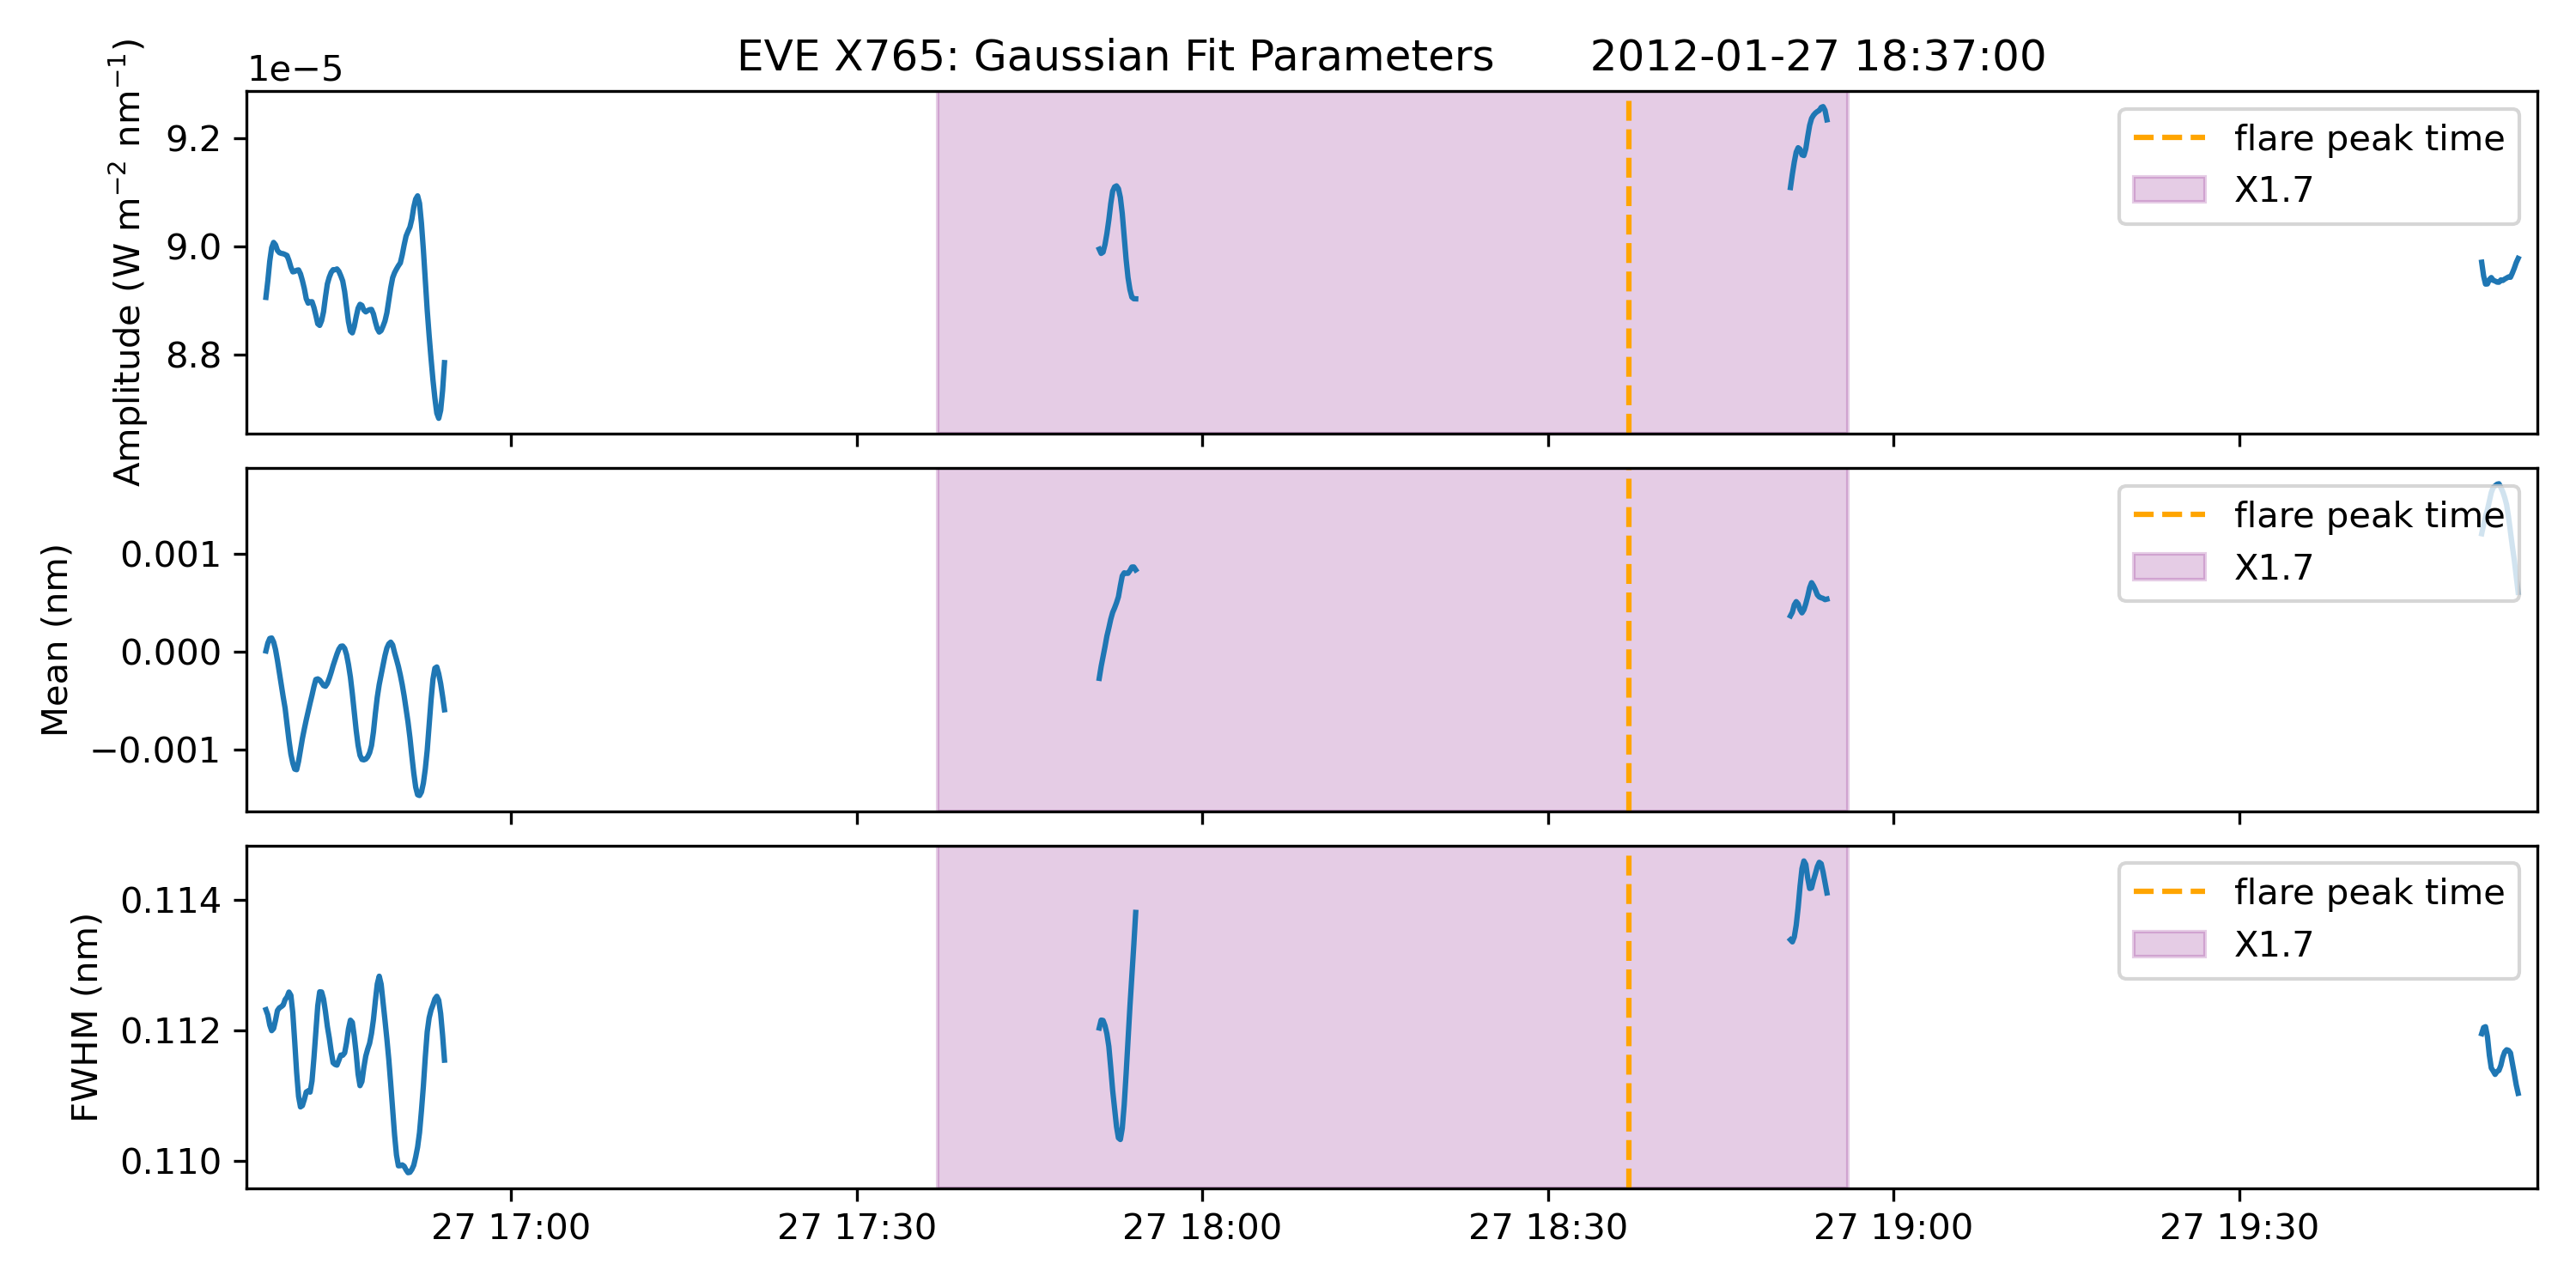 EVE X765: Gaussian Fit Parameters 2012-01-27 18:37:00
1e−5
Amplitude (W m⁻² nm⁻¹)
9.2
9.0
8.8
flare peak time
X1.7
Mean (nm)
0.001
0.000
−0.001
flare peak time
X1.7
FWHM (nm)
0.114
0.112
0.110
flare peak time
X1.7
27 17:00 27 17:30 27 18:00 27 18:30 27 19:00 27 19:30